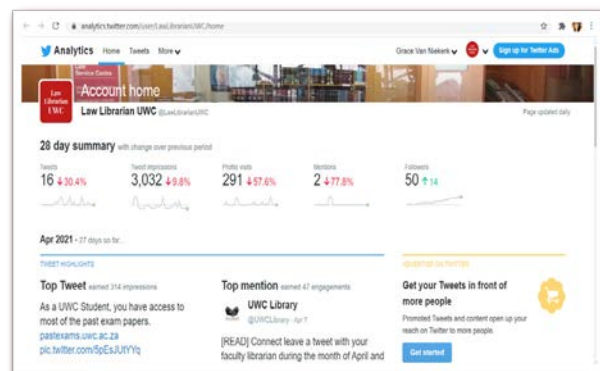 analytics.twitter.com/user/LawLibrarianUWC/home
Analytics Home Tweets More Grace Van Niekerk Sign up for Twitter Ads
Law
Service Centre
Account home
Law
Librarian
UWC
Law Librarian UWC @LawLibrarianUWC Page updated daily
28 day summary with change over previous period
Tweets Tweet impressions Profile visits Mentions Followers
16 ↓30.4% 3,032 ↓9.8% 291 ↓57.6% 2 ↓77.8% 50 ↑14
Apr 2021 • 27 days so far...
TWEET HIGHLIGHTS ADVERTISE ON TWITTER
Top Tweet earned 314 impressions Top mention earned 47 engagements Get your Tweets in front of
more people
As a UWC Student, you have access to UWC Library
most of the past exam papers. @UWCLibrary · Apr 7 Promoted Tweets and content open up your
pastexams.uwc.ac.za reach on Twitter to more people.
pic.twitter.com/5pEsJUtYYq [READ] Connect leave a tweet with your Get started
faculty librarian during the month of April and